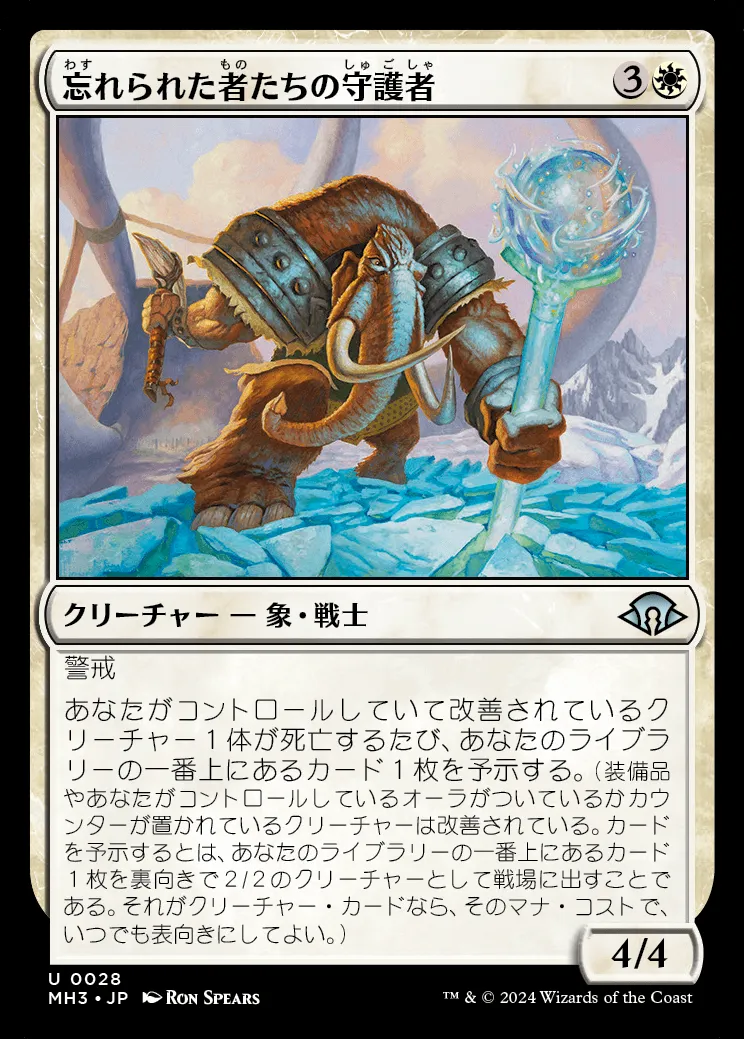 忘れられた者たちの守護者
3
クリーチャー — 象・戦士
警戒
あなたがコントロールしていて改善されているク
リーチャー1体が死亡するたび、あなたのライブラ
リーの一番上にあるカード1枚を予示する。（装備品
やあなたがコントロールしているオーラがついているかカウ
ンターが置かれているクリーチャーは改善されている。カード
を予示するとは、あなたのライブラリーの一番上にあるカード
1枚を裏向きで2/2のクリーチャーとして戦場に出すことで
ある。それがクリーチャー・カードなら、そのマナ・コストで、
いつでも表向きにしてよい。）
4/4
U 0028
MH3 • JP Ron Spears
™ & © 2024 Wizards of the Coast